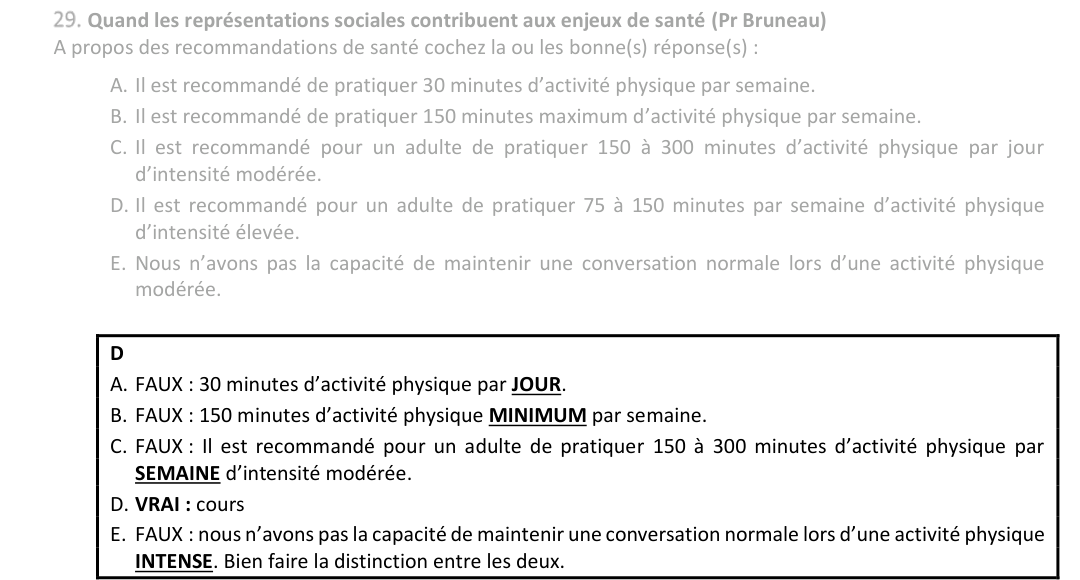 29. Quand les représentations sociales contribuent aux enjeux de santé (Pr Bruneau)
A propos des recommandations de santé cochez la ou les bonne(s) réponse(s) :
A. Il est recommandé de pratiquer 30 minutes d’activité physique par semaine.
B. Il est recommandé de pratiquer 150 minutes maximum d’activité physique par semaine.
C. Il est recommandé pour un adulte de pratiquer 150 à 300 minutes d’activité physique par jour
d’intensité modérée.
D. Il est recommandé pour un adulte de pratiquer 75 à 150 minutes par semaine d’activité physique
d’intensité élevée.
E. Nous n’avons pas la capacité de maintenir une conversation normale lors d’une activité physique
modérée.
D
A. FAUX : 30 minutes d’activité physique par JOUR.
B. FAUX : 150 minutes d’activité physique MINIMUM par semaine.
C. FAUX : Il est recommandé pour un adulte de pratiquer 150 à 300 minutes d’activité physique par
SEMAINE d’intensité modérée.
D. VRAI : cours
E. FAUX : nous n’avons pas la capacité de maintenir une conversation normale lors d’une activité physique
INTENSE. Bien faire la distinction entre les deux.